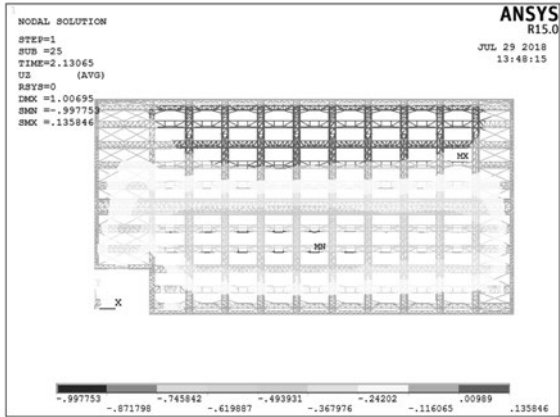 NODAL SOLUTION
STEP=1
SUB =25
TIME=2.13065
UZ (AVG)
RSYS=0
DMX =1.00695
SMN =-.997753
SMX =.135846
ANSYS
R15.0
JUL 29 2018
13:48:15
MX
MN
X
-.997753 -.745842 -.493931 -.24202 .00989
-.871798 -.619887 -.367976 -.116065 .135846